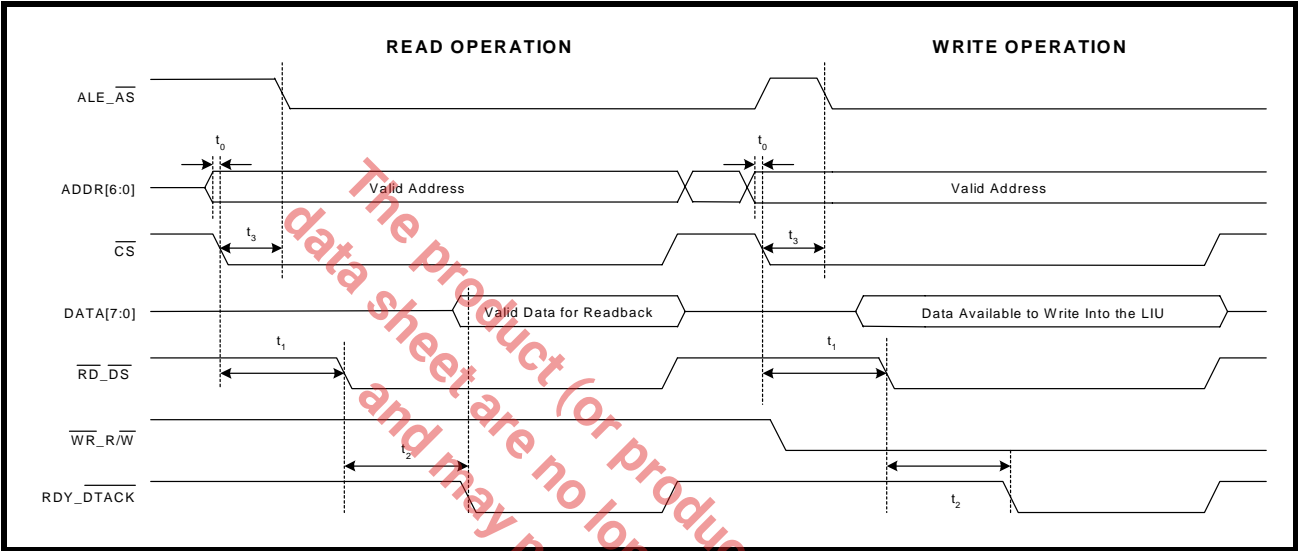 READ OPERATION
WRITE OPERATION
ALE_AS
t0
t0
ADDR[6:0]
Valid Address
Valid Address
CS
t3
t3
DATA[7:0]
Valid Data for Readback
Data Available to Write Into the LIU
t1
t1
RD_DS
WR_R/W
t2
RDY_DTACK
t2
The product (or produc
data sheet are no lon
and may n